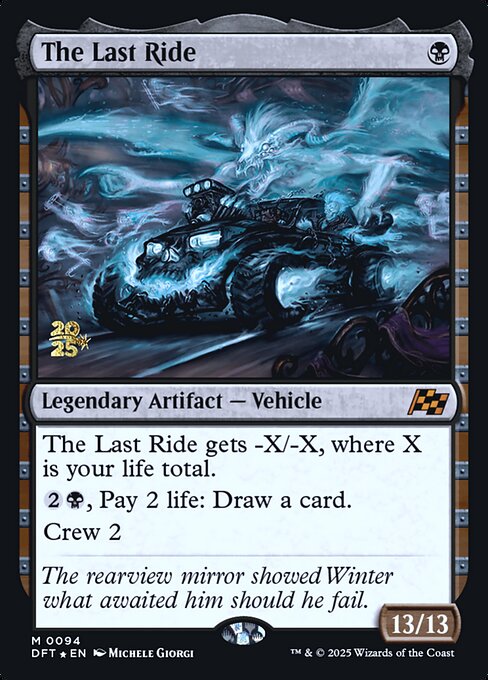 The Last Ride
20
25
Legendary Artifact — Vehicle
The Last Ride gets -X/-X, where X
is your life total.
2, Pay 2 life: Draw a card.
Crew 2
The rearview mirror showed Winter
what awaited him should he fail.
13/13
M 0094
DFT ★ EN Michele Giorgi
™ & © 2025 Wizards of the Coast